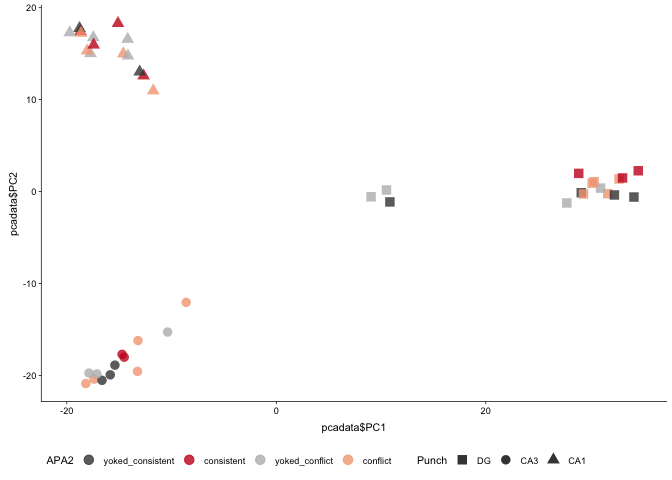 20
10
0
-10
-20
pcadata$PC2
-20
0
20
pcadata$PC1
APA2 yoked_consistent consistent yoked_conflict conflict Punch DG CA3 CA1